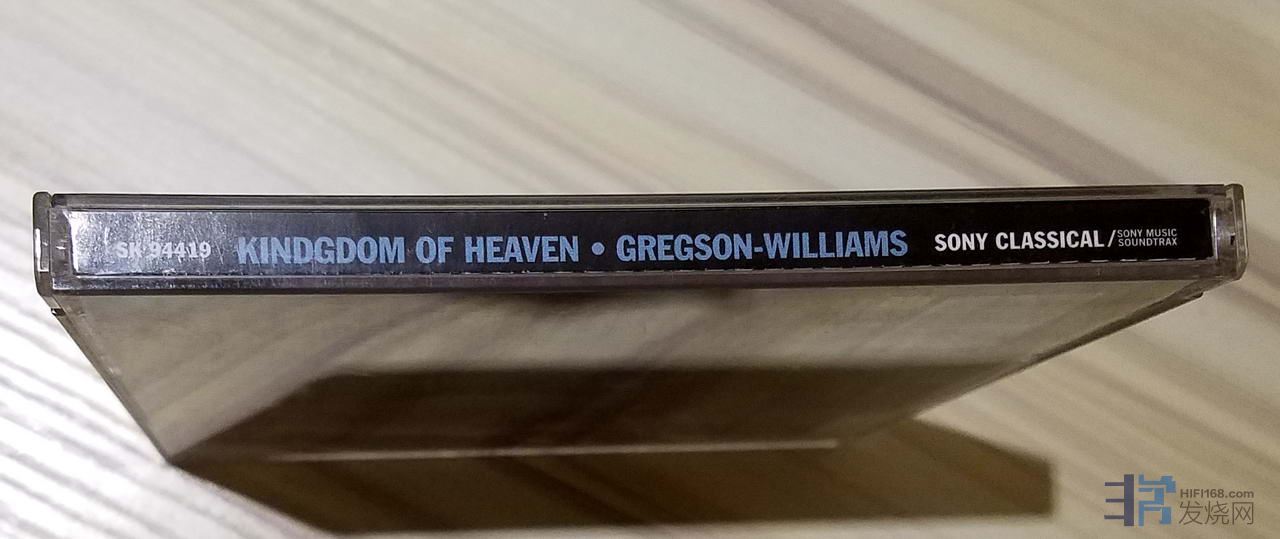 SK 94419 KINDGDOM OF HEAVEN • GREGSON-WILLIAMS SONY CLASSICAL/SONY MUSIC
SOUNDTRAX
HIFI168.com
发烧网